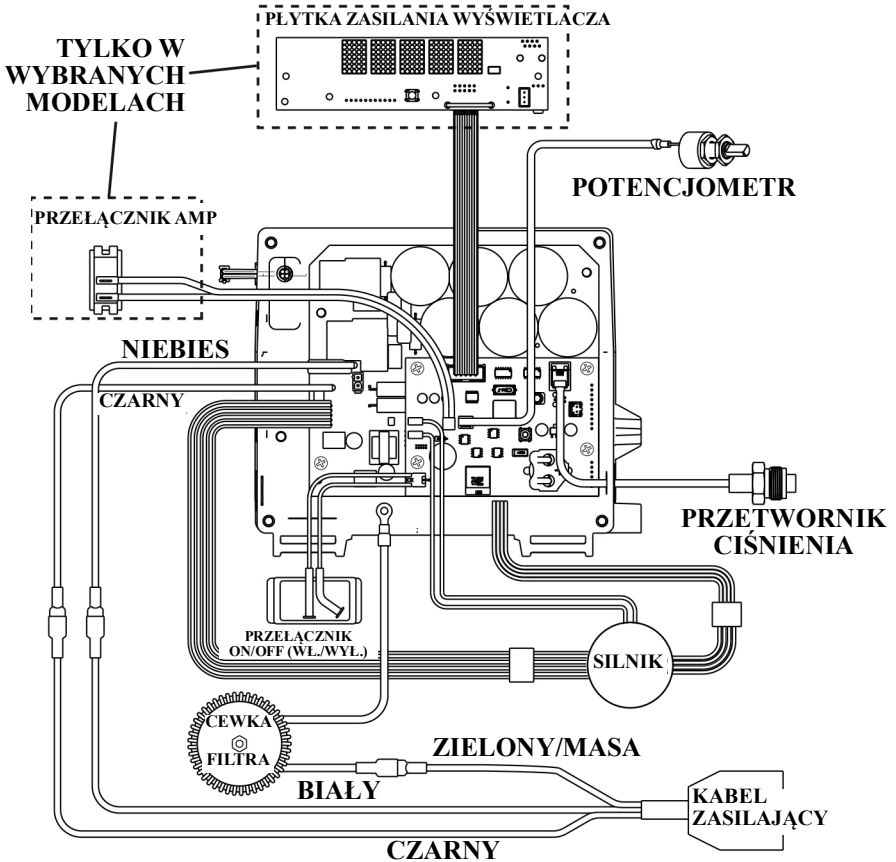 PŁYTKA ZASILANIA WYŚWIETLACZA
TYLKO W
WYBRANYCH
MODELACH
POTENCJOMETR
PRZEŁĄCZNIK AMP
NIEBIES
CZARNY
PRZETWORNIK
CIŚNIENIA
PRZEŁĄCZNIK
ON/OFF (WŁ./WYŁ.)
SILNIK
CEWKA
FILTRA
ZIELONY/MASA
BIAŁY
KABEL
ZASILAJĄCY
CZARNY